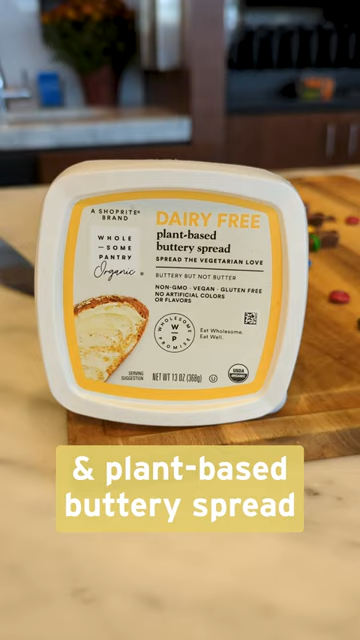 A SHOPRITE® BRAND
WHOLE
—SOME
PANTRY
Organic®
DAIRY FREE
plant-based
buttery spread
SPREAD THE VEGETARIAN LOVE
BUTTERY BUT NOT BUTTER
NON-GMO · VEGAN · GLUTEN FREE
NO ARTIFICIAL COLORS
OR FLAVORS
WHOLESOME
W
P
PROMISE
Eat Wholesome.
Eat Well.
SERVING
SUGGESTION
NET WT 13 OZ (368g)
U
USDA
ORGANIC
& plant-based
buttery spread